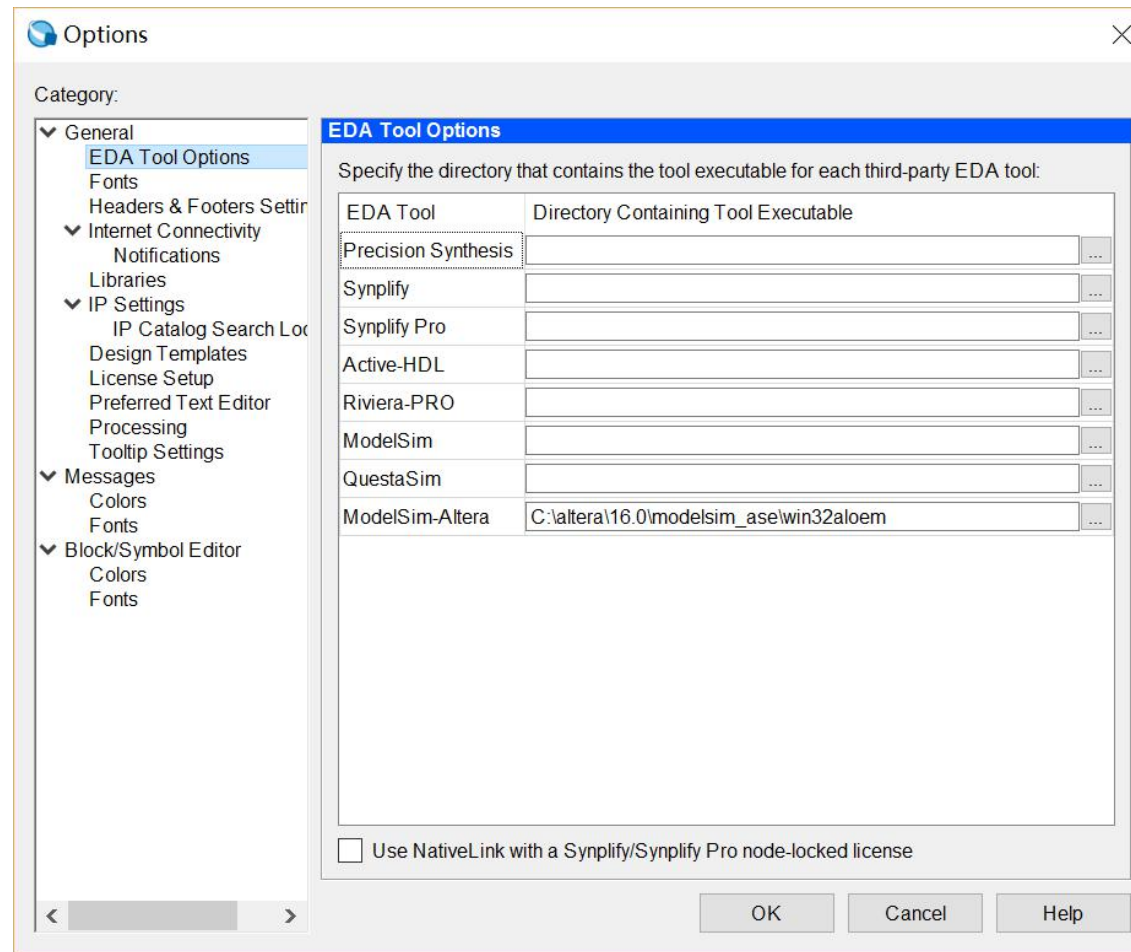 Options
Category:
General
EDA Tool Options
Fonts
Headers & Footers Settin
Internet Connectivity
Notifications
Libraries
IP Settings
IP Catalog Search Loc
Design Templates
License Setup
Preferred Text Editor
Processing
Tooltip Settings
Messages
Colors
Fonts
Block/Symbol Editor
Colors
Fonts
EDA Tool Options
Specify the directory that contains the tool executable for each third-party EDA tool:
EDA Tool Directory Containing Tool Executable
Precision Synthesis ...
Synplify ...
Synplify Pro ...
Active-HDL ...
Riviera-PRO ...
ModelSim ...
QuestaSim ...
ModelSim-Altera C:\altera\16.0\modelsim_ase\win32aloem ...
Use NativeLink with a Synplify/Synplify Pro node-locked license
OK Cancel Help